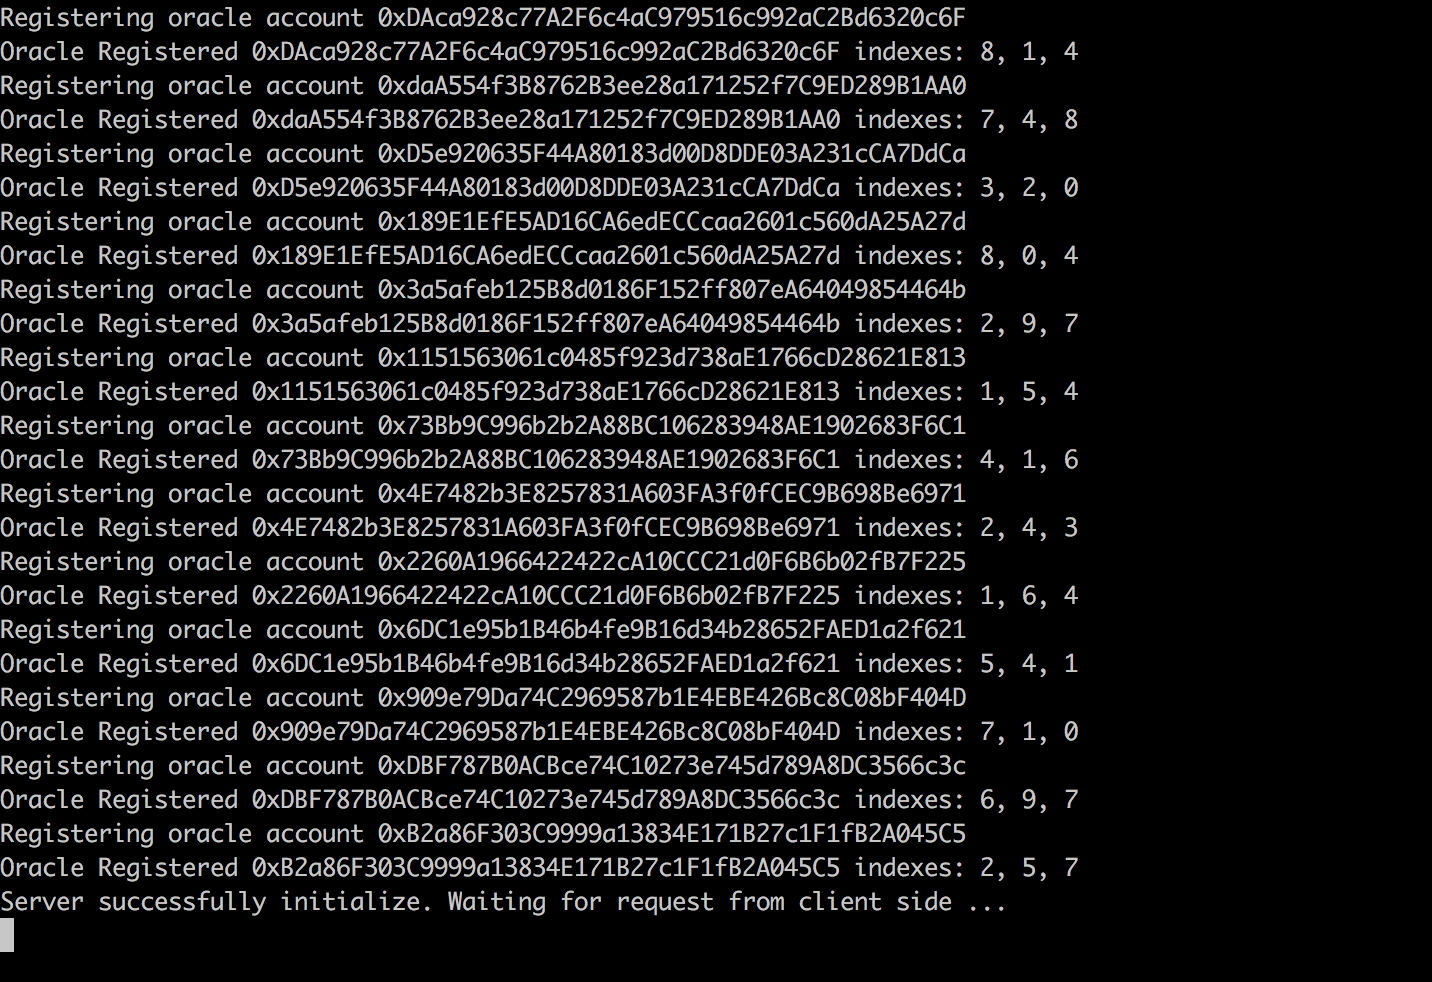 Registering oracle account 0xDAca928c77A2F6c4aC979516c992aC2Bd6320c6F
Oracle Registered 0xDAca928c77A2F6c4aC979516c992aC2Bd6320c6F indexes: 8, 1, 4
Registering oracle account 0xdaA554f3B8762B3ee28a171252f7C9ED289B1AA0
Oracle Registered 0xdaA554f3B8762B3ee28a171252f7C9ED289B1AA0 indexes: 7, 4, 8
Registering oracle account 0xD5e920635F44A80183d00D8DDE03A231cCA7DdCa
Oracle Registered 0xD5e920635F44A80183d00D8DDE03A231cCA7DdCa indexes: 3, 2, 0
Registering oracle account 0x189E1EfE5AD16CA6edECCcaa2601c560dA25A27d
Oracle Registered 0x189E1EfE5AD16CA6edECCcaa2601c560dA25A27d indexes: 8, 0, 4
Registering oracle account 0x3a5afeb125B8d0186F152ff807eA64049854464b
Oracle Registered 0x3a5afeb125B8d0186F152ff807eA64049854464b indexes: 2, 9, 7
Registering oracle account 0x1151563061c0485f923d738aE1766cD28621E813
Oracle Registered 0x1151563061c0485f923d738aE1766cD28621E813 indexes: 1, 5, 4
Registering oracle account 0x73Bb9C996b2b2A88BC106283948AE1902683F6C1
Oracle Registered 0x73Bb9C996b2b2A88BC106283948AE1902683F6C1 indexes: 4, 1, 6
Registering oracle account 0x4E7482b3E8257831A603FA3f0fCEC9B698Be6971
Oracle Registered 0x4E7482b3E8257831A603FA3f0fCEC9B698Be6971 indexes: 2, 4, 3
Registering oracle account 0x2260A1966422422cA10CCC21d0F6B6b02fB7F225
Oracle Registered 0x2260A1966422422cA10CCC21d0F6B6b02fB7F225 indexes: 1, 6, 4
Registering oracle account 0x6DC1e95b1B46b4fe9B16d34b28652FAED1a2f621
Oracle Registered 0x6DC1e95b1B46b4fe9B16d34b28652FAED1a2f621 indexes: 5, 4, 1
Registering oracle account 0x909e79Da74C2969587b1E4EBE426Bc8C08bF404D
Oracle Registered 0x909e79Da74C2969587b1E4EBE426Bc8C08bF404D indexes: 7, 1, 0
Registering oracle account 0xDBF787B0ACBce74C10273e745d789A8DC3566c3c
Oracle Registered 0xDBF787B0ACBce74C10273e745d789A8DC3566c3c indexes: 6, 9, 7
Registering oracle account 0xB2a86F303C9999a13834E171B27c1F1fB2A045C5
Oracle Registered 0xB2a86F303C9999a13834E171B27c1F1fB2A045C5 indexes: 2, 5, 7
Server successfully initialize. Waiting for request from client side ...